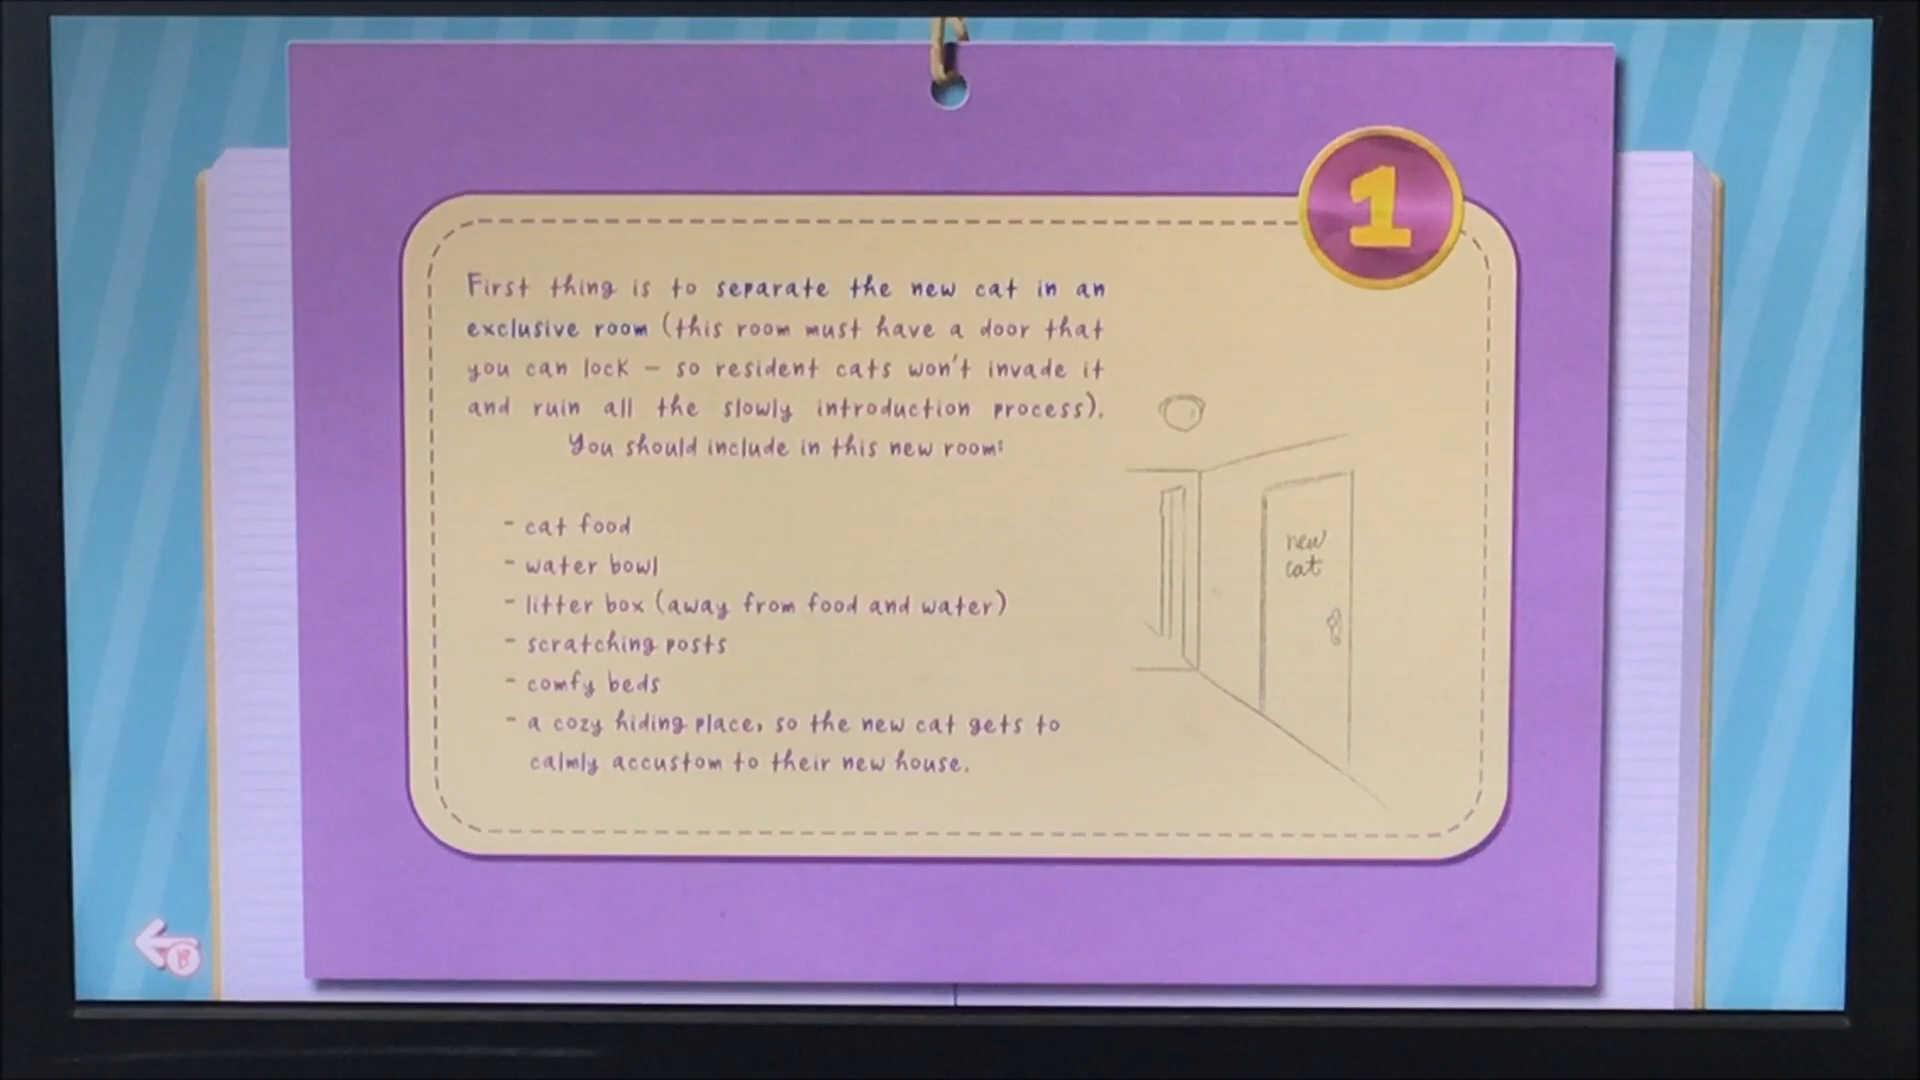 1
First thing is to separate the new cat in an
exclusive room (this room must have a door that
you can lock – so resident cats won't invade it
and ruin all the slowly introduction process).
You should include in this new room:
- cat food
- water bowl
- litter box (away from food and water)
- scratching posts
- comfy beds
- a cozy hiding place, so the new cat gets to
calmly accustom to their new house.
new
cat
B